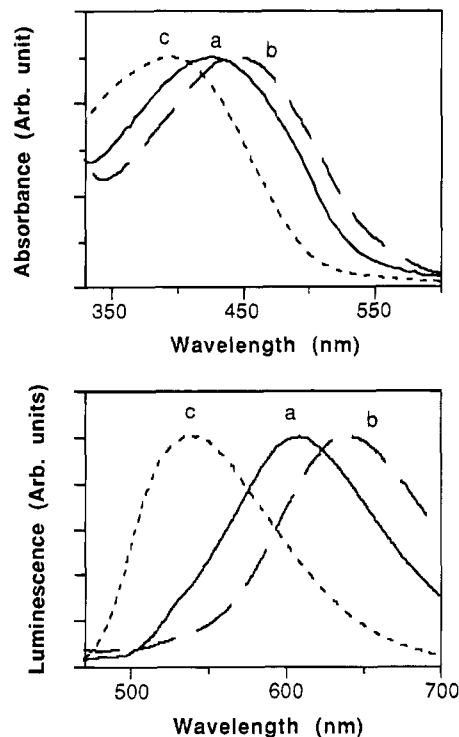 c
a
b
Absorbance (Arb. unit)
350
450
550
Wavelength (nm)
c
a
b
Luminescence (Arb. units)
500
600
700
Wavelength (nm)